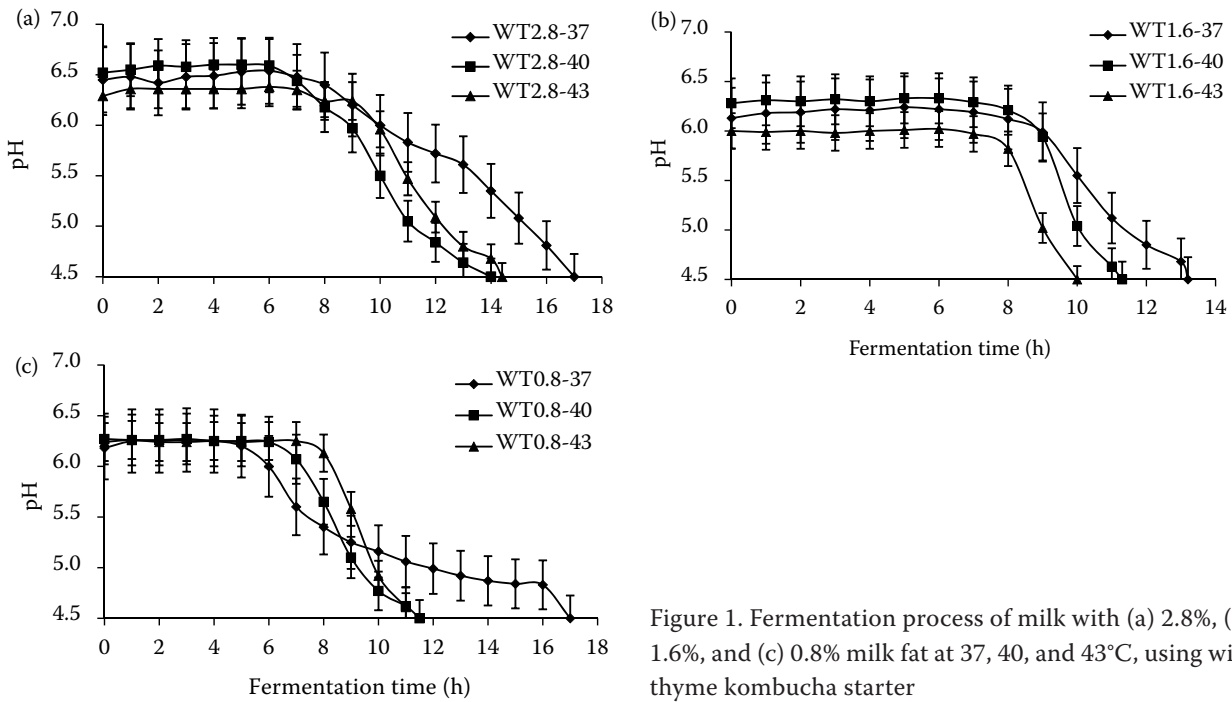 (a)
7.0
6.5
6.0
5.5
5.0
4.5
pH
WT2.8-37
WT2.8-40
WT2.8-43
0 2 4 6 8 10 12 14 16 18
(b)
7.0
6.5
6.0
5.5
5.0
4.5
pH
WT1.6-37
WT1.6-40
WT1.6-43
0 2 4 6 8 10 12 14
Fermentation time (h)
(c)
7.0
6.5
6.0
5.5
5.0
4.5
pH
WT0.8-37
WT0.8-40
WT0.8-43
0 2 4 6 8 10 12 14 16 18
Fermentation time (h)
Figure 1. Fermentation process of milk with (a) 2.8%, (
1.6%, and (c) 0.8% milk fat at 37, 40, and 43°C, using wi
thyme kombucha starter